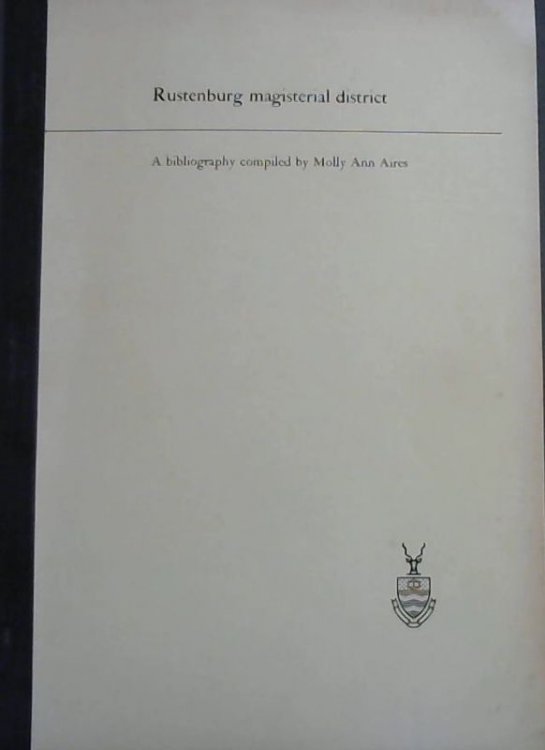 Rustenburg magisterial district
A bibliography compiled by Molly Ann Aires